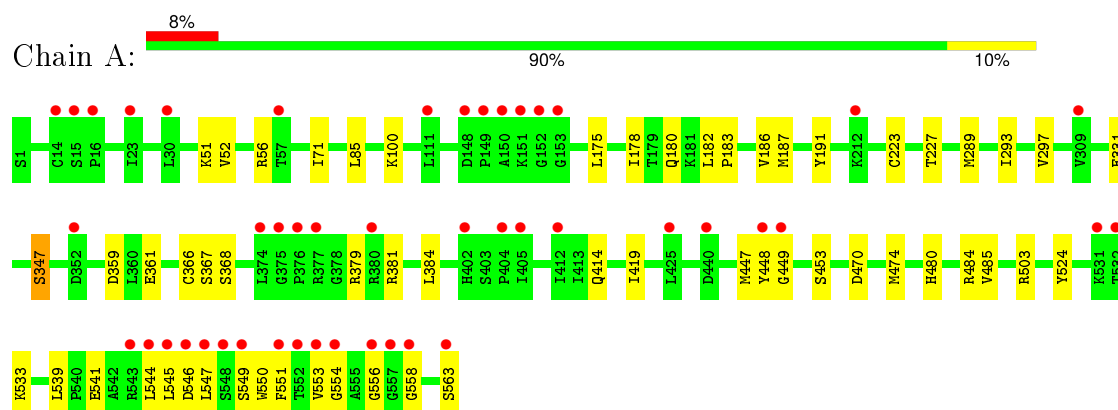 8%
Chain A:
90% 10%
S1 C14 S15 P16 I23 L30 K51 V52 R56 T57 I71 L85 K100 L111 D148 P149 A150 K151 G152 G153 L175 I178 T179 Q180 K181 L182 P183 V186 M187 Y191 K212 C223 T227 M289 I293 V297 V309
S347 D352 D359 L360 E361 C366 S367 S368 L374 G375 P376 R377 G378 R379 R380 R381 L384 H402 S403 P404 I405 I412 I413 Q414 I419 L425 D440 M447 Y448 G449 S453 D470 M474 H480 R484 V485 R503 Y524 K531 T532
K533 L539 P540 E541 A542 R543 L544 L545 D546 L547 S548 S549 W550 F551 T552 V553 G554 A555 G556 G557 G558 S563